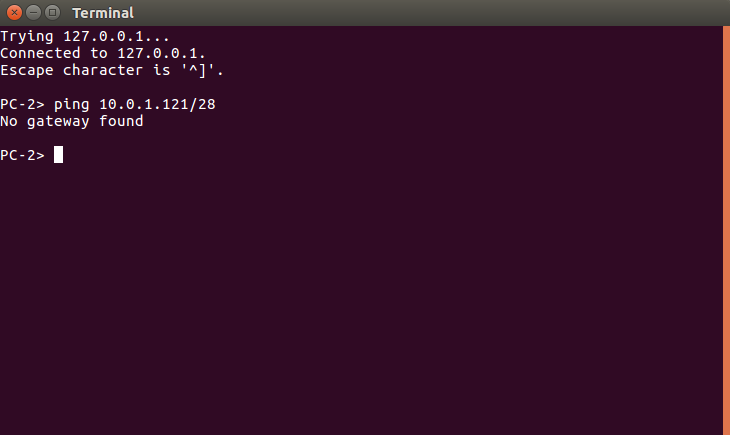 Terminal
Trying 127.0.0.1...
Connected to 127.0.0.1.
Escape character is '^]'.
PC-2> ping 10.0.1.121/28
No gateway found
PC-2>